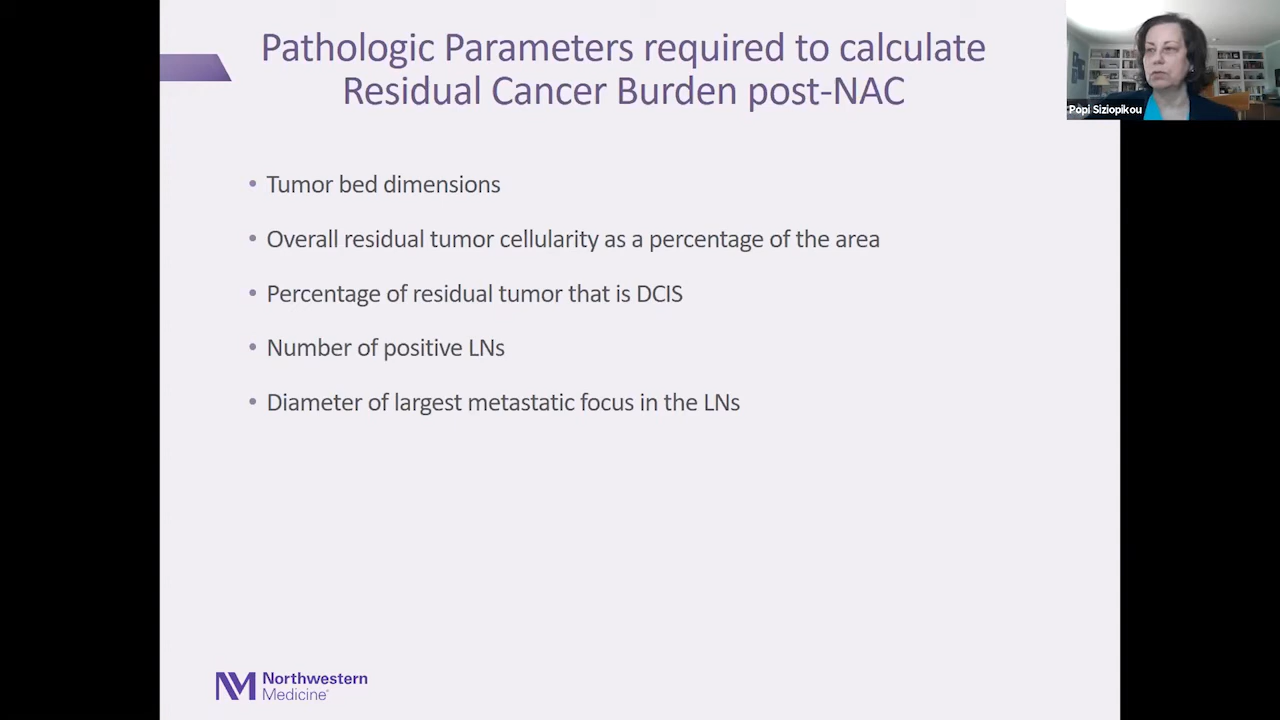 Pathologic Parameters required to calculate
Residual Cancer Burden post-NAC
Popi Siziopikou
• Tumor bed dimensions
• Overall residual tumor cellularity as a percentage of the area
• Percentage of residual tumor that is DCIS
• Number of positive LNs
• Diameter of largest metastatic focus in the LNs
NM Northwestern
Medicine